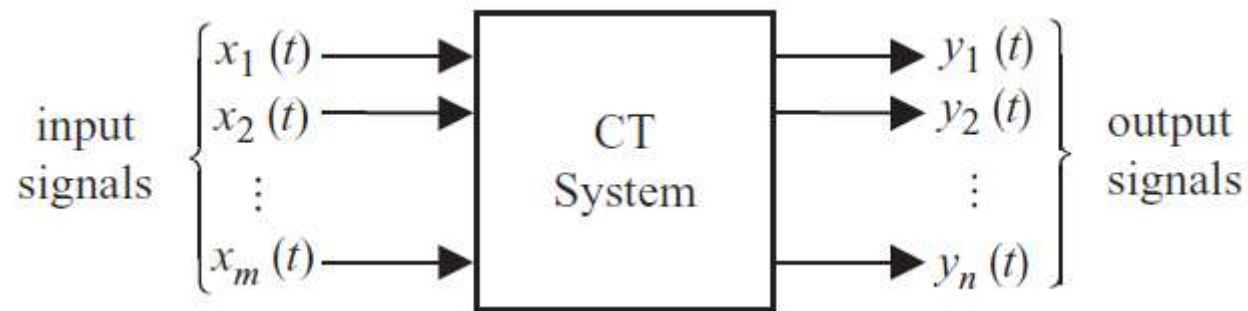 input
signals
x₁ (t)
x₂ (t)
⋮
xₘ (t)
CT
System
y₁ (t)
y₂ (t)
⋮
yₙ (t)
output
signals